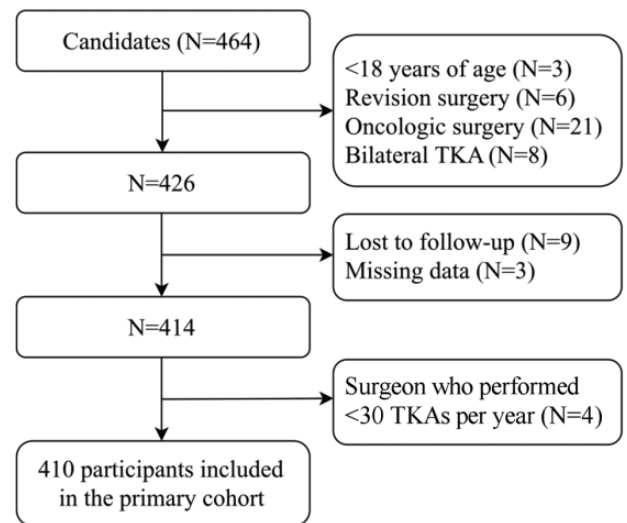 Candidates (N=464)
<18 years of age (N=3)
Revision surgery (N=6)
Oncologic surgery (N=21)
Bilateral TKA (N=8)
N=426
Lost to follow-up (N=9)
Missing data (N=3)
N=414
Surgeon who performed
<30 TKAs per year (N=4)
410 participants included
in the primary cohort